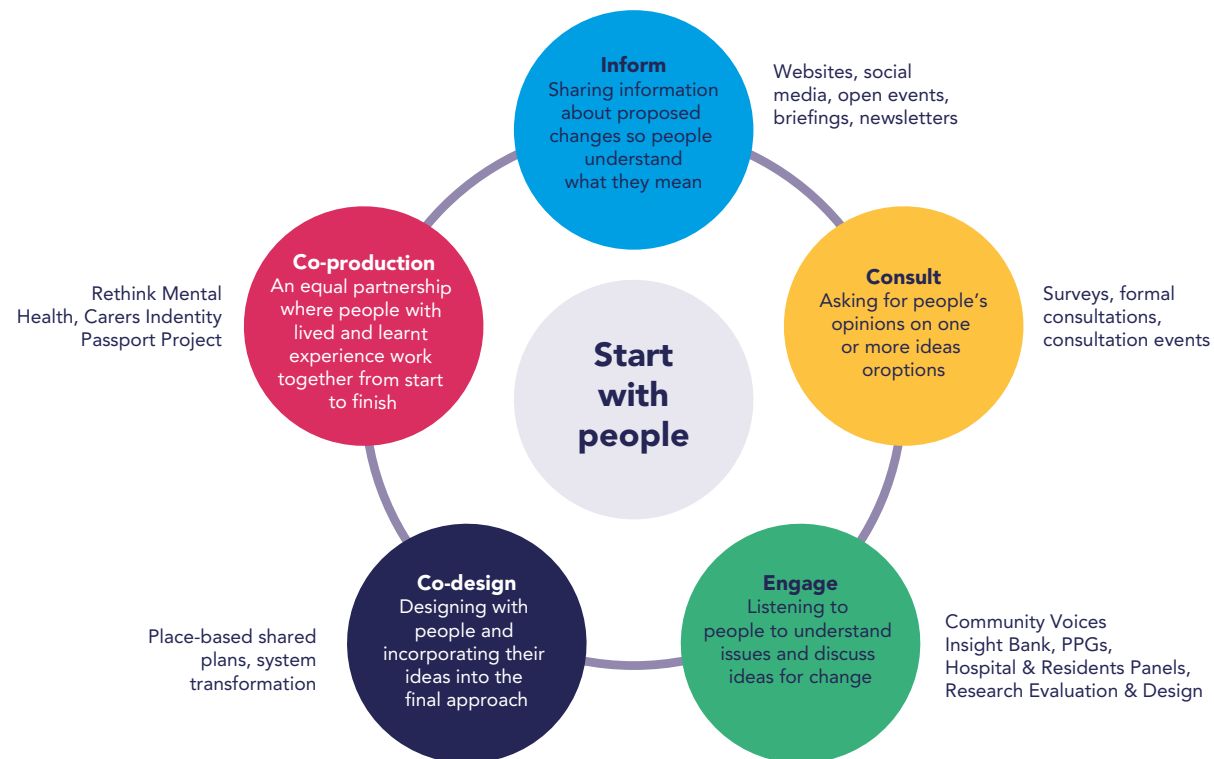 Inform
Sharing information
about proposed
changes so people
understand
what they mean
Websites, social
media, open events,
briefings, newsletters
Consult
Asking for people's
opinions on one
or more ideas
oroptions
Surveys, formal
consultations,
consultation events
Engage
Listening to
people to understand
issues and discuss
ideas for change
Community Voices
Insight Bank, PPGs,
Hospital & Residents Panels,
Research Evaluation & Design
Co-design
Designing with
people and
incorporating their
ideas into the
final approach
Place-based shared
plans, system
transformation
Co-production
An equal partnership
where people with
lived and learnt
experience work
together from start
to finish
Rethink Mental
Health, Carers Indentity
Passport Project
Start
with
people